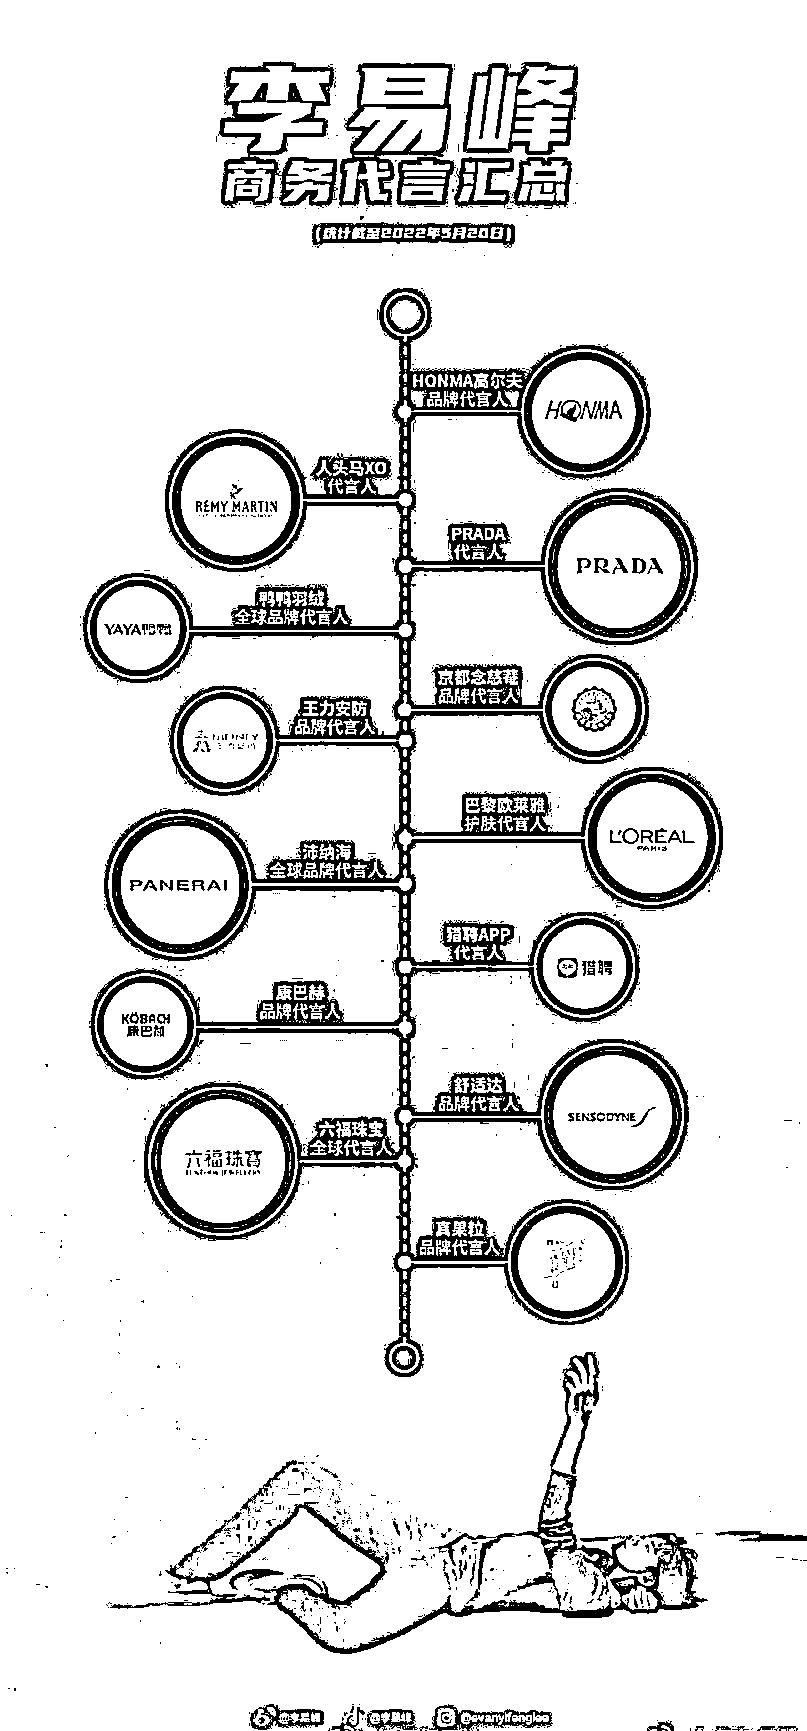 李易峰
商务代言汇总
(统计截至2022年5月20日)
HONMA高尔夫
品牌代言人
HONMA
人头马XO
代言人
RÉMY MARTIN
PRADA
代言人
PRADA
鸭鸭羽绒
全球品牌代言人
YAYA鸭鸭
京都念慈菴
品牌代言人
王力安防
品牌代言人
巴黎欧莱雅
护肤代言人
L'ORÉAL
PARIS
沛纳海
全球品牌代言人
PANERAI
猎聘APP
代言人
猎聘
康巴赫
品牌代言人
KÖBACH
康巴赫
舒适达
品牌代言人
SENSODYNE
六福珠宝
全球代言人
六福珠寶
LUKFOOK JEWELLERY
真果粒
品牌代言人
@李易峰
@李易峰
@evanyifenglee